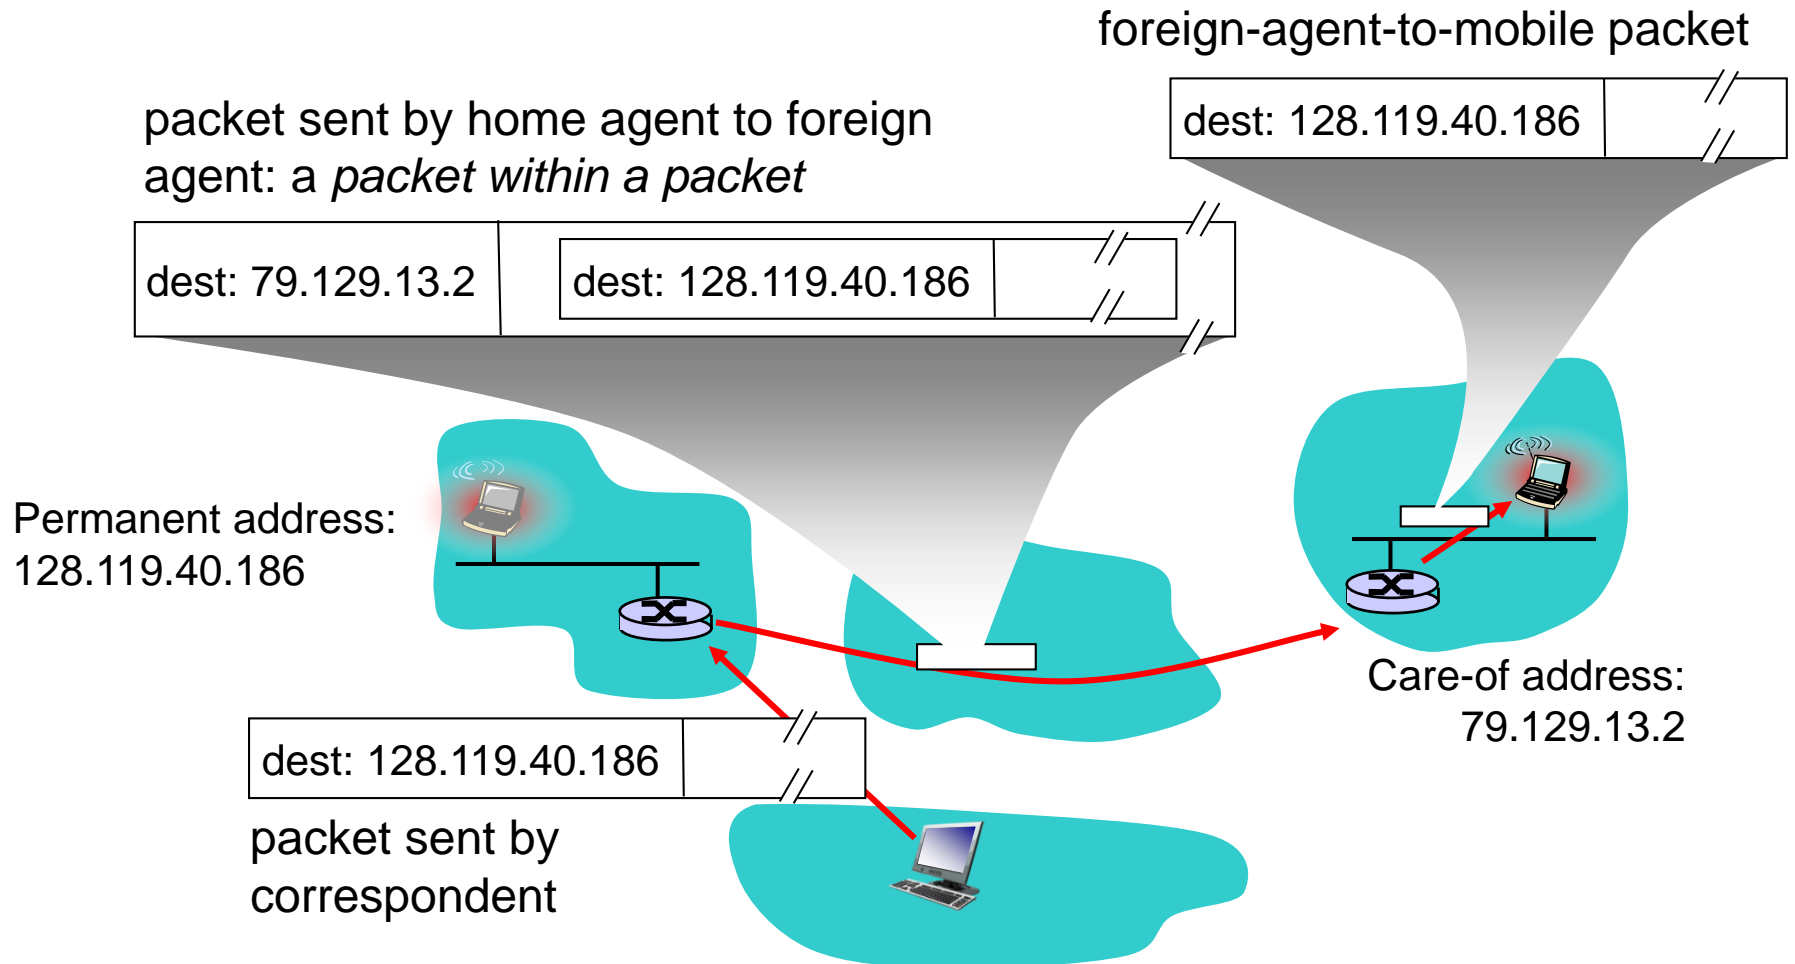 foreign-agent-to-mobile packet
dest: 128.119.40.186
packet sent by home agent to foreign
agent: a packet within a packet
dest: 79.129.13.2
dest: 128.119.40.186
Permanent address:
128.119.40.186
Care-of address:
79.129.13.2
dest: 128.119.40.186
packet sent by
correspondent